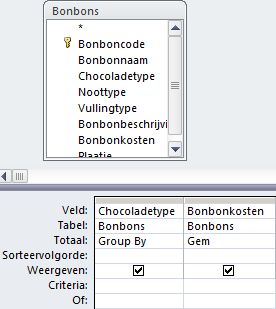 Bonbons
*
Bonboncode
Bonbonnaam
Chocoladetype
Noottype
Vullingtype
Bonbonbeschrijvi
Bonbonkosten
Plaatje
Veld: Chocoladetype Bonbonkosten
Tabel: Bonbons Bonbons
Totaal: Group By Gem
Sorteervolgorde:
Weergeven:
Criteria:
Of: